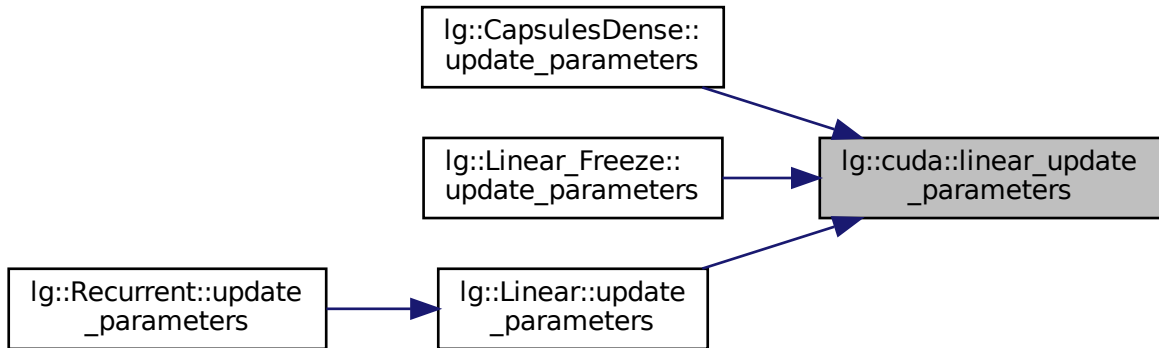 lg::CapsulesDense::
update_parameters
lg::Linear_Freeze::
update_parameters
lg::cuda::linear_update
_parameters
lg::Recurrent::update
_parameters
lg::Linear::update
_parameters